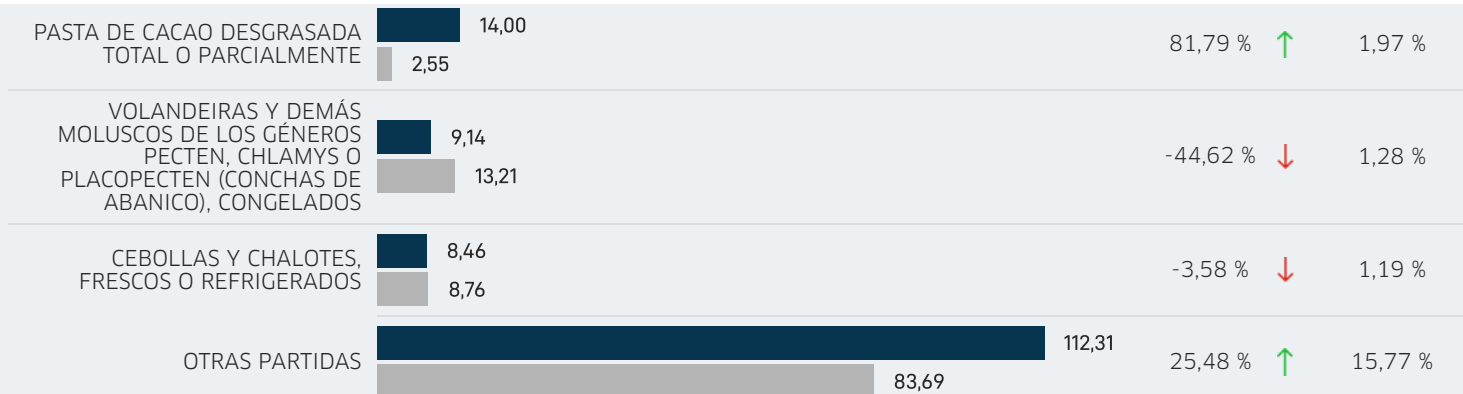 PASTA DE CACAO DESGRASADA
TOTAL O PARCIALMENTE
14,00
2,55
81,79 % ↑ 1,97 %
VOLANDEIRAS Y DEMÁS
MOLUSCOS DE LOS GÉNEROS
PECTEN, CHLAMYS O
PLACOPECTEN (CONCHAS DE
ABANICO), CONGELADOS
9,14
13,21
-44,62 % ↓ 1,28 %
CEBOLLAS Y CHALOTES,
FRESCOS O REFRIGERADOS
8,46
8,76
-3,58 % ↓ 1,19 %
OTRAS PARTIDAS
112,31
83,69
25,48 % ↑ 15,77 %